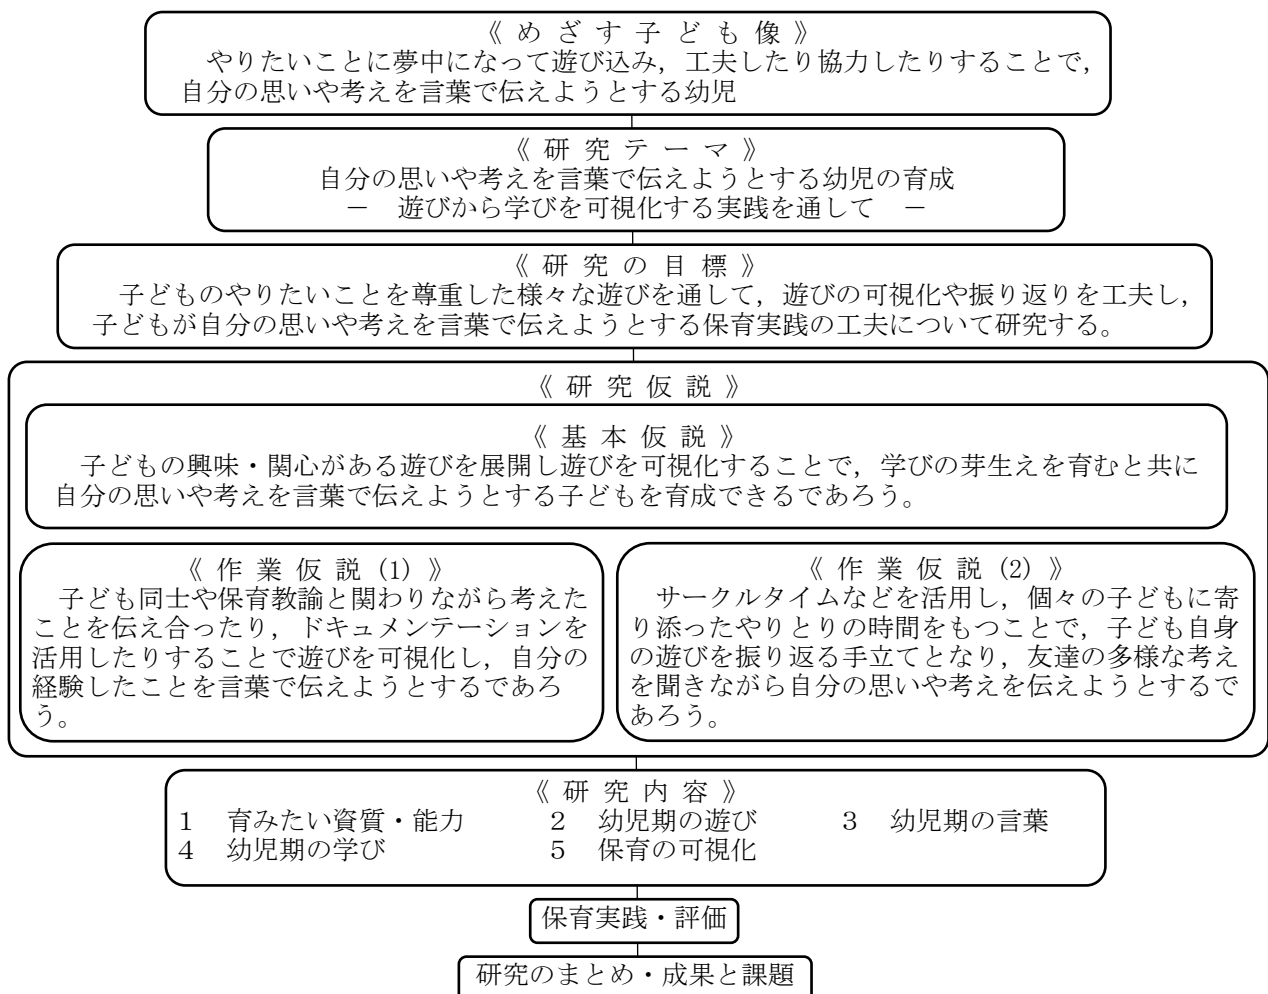 《 め ざ す 子 ど も 像 》
やりたいことに夢中になって遊び込み，工夫したり協力したりすることで，
自分の思いや考えを言葉で伝えようとする幼児
《 研 究 テ ー マ 》
自分の思いや考えを言葉で伝えようとする幼児の育成
－　遊びから学びを可視化する実践を通して　－
《 研 究 の 目 標 》
子どものやりたいことを尊重した様々な遊びを通して，遊びの可視化や振り返りを工夫し，
子どもが自分の思いや考えを言葉で伝えようとする保育実践の工夫について研究する。
《 研 究 仮 説 》
《 基 本 仮 説 》
子どもの興味・関心がある遊びを展開し遊びを可視化することで，学びの芽生えを育むと共に
自分の思いや考えを言葉で伝えようとする子どもを育成できるであろう。
《 作 業 仮 説 (1) 》
子ども同士や保育教諭と関わりながら考えた
ことを伝え合ったり，ドキュメンテーションを
活用したりすることで遊びを可視化し，自分の
経験したことを言葉で伝えようとするであろ
う。
《 作 業 仮 説 (2) 》
サークルタイムなどを活用し，個々の子どもに寄
り添ったやりとりの時間をもつことで，子ども自身
の遊びを振り返る手立てとなり，友達の多様な考え
を聞きながら自分の思いや考えを伝えようとするで
あろう。
《 研 究 内 容 》
1　育みたい資質・能力　2　幼児期の遊び　3　幼児期の言葉
4　幼児期の学び　5　保育の可視化
保育実践・評価
研究のまとめ・成果と課題